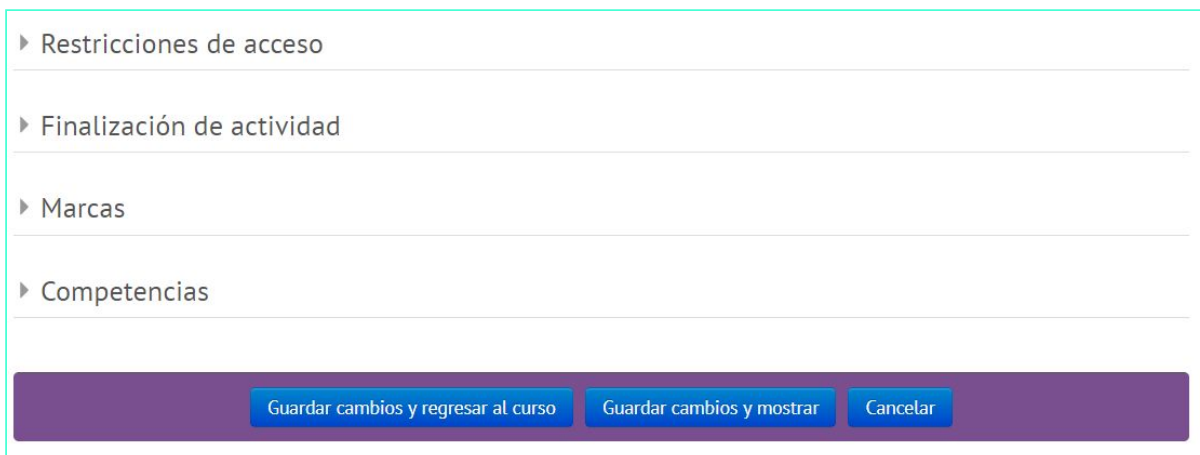 Restricciones de acceso
Finalización de actividad
Marcas
Competencias
Guardar cambios y regresar al curso Guardar cambios y mostrar Cancelar